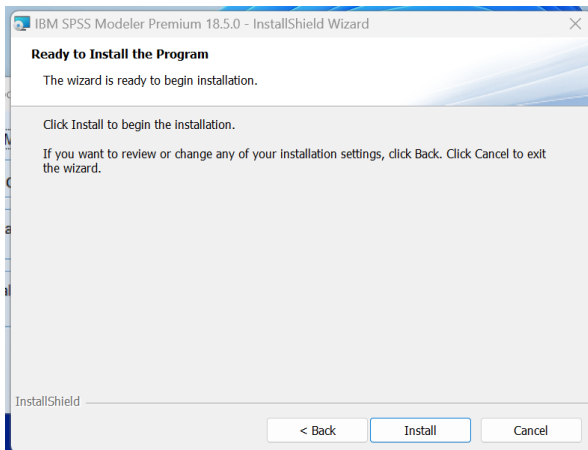 IBM SPSS Modeler Premium 18.5.0 - InstallShield Wizard
Ready to Install the Program
The wizard is ready to begin installation.
Click Install to begin the installation.
If you want to review or change any of your installation settings, click Back. Click Cancel to exit
the wizard.
InstallShield
< Back
Install
Cancel